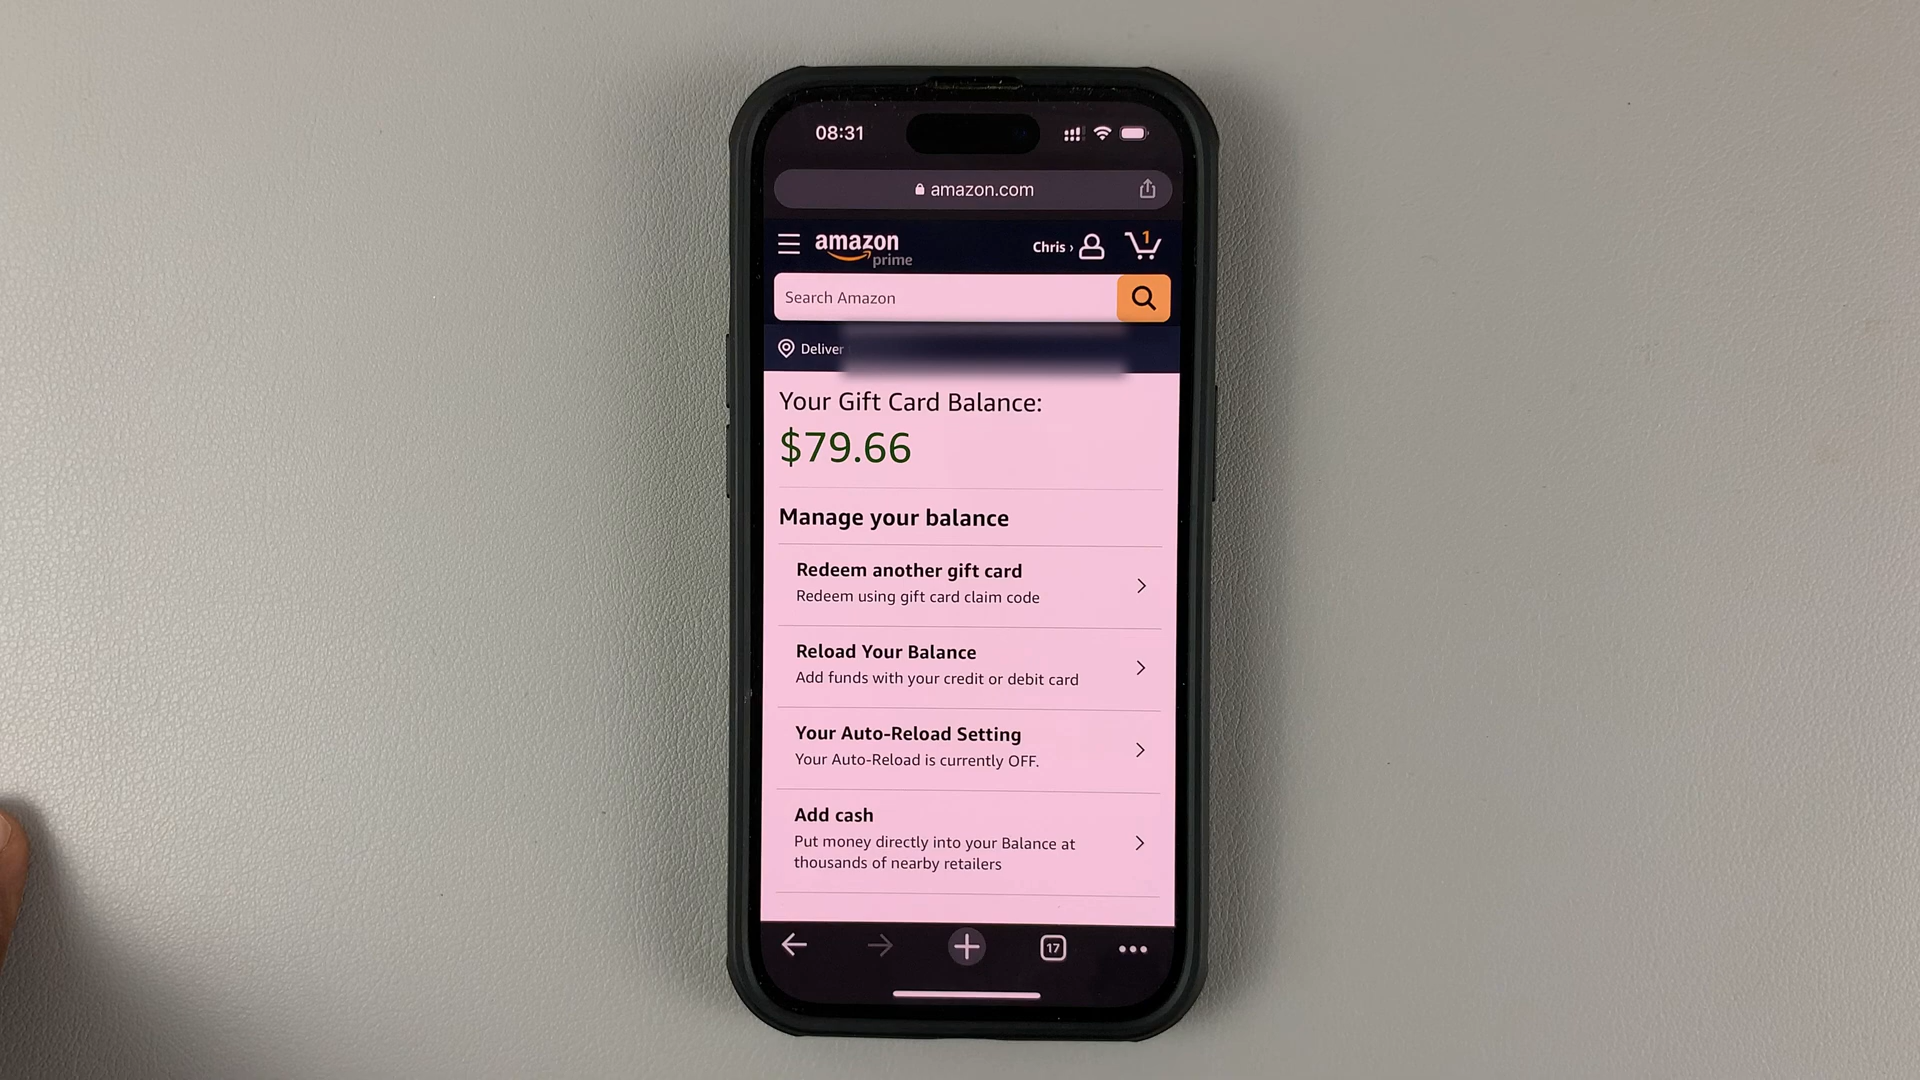 08:31
amazon.com
amazon
prime
Chris ›
1
Search Amazon
Deliver
Your Gift Card Balance:
$79.66
Manage your balance
Redeem another gift card
Redeem using gift card claim code
Reload Your Balance
Add funds with your credit or debit card
Your Auto-Reload Setting
Your Auto-Reload is currently OFF.
Add cash
Put money directly into your Balance at
thousands of nearby retailers
17